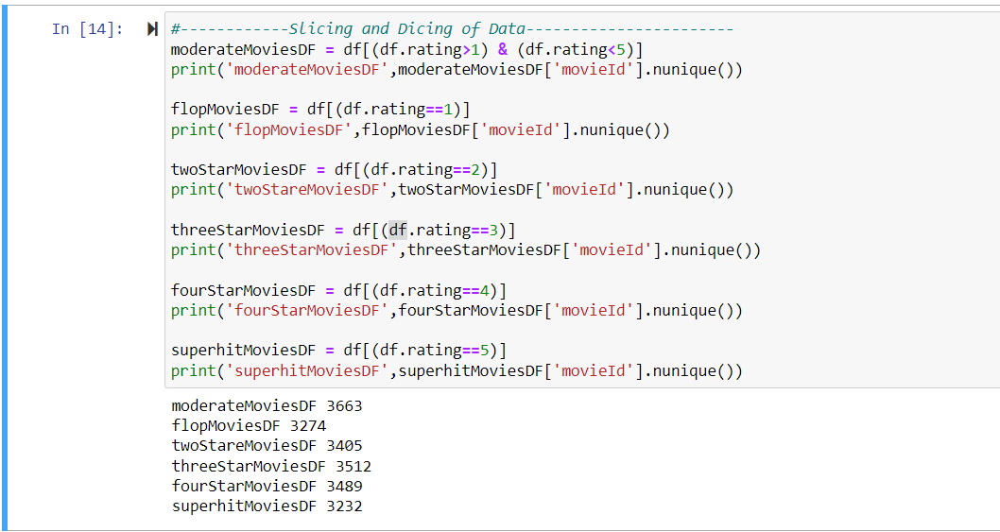 In [14]:
#------------Slicing and Dicing of Data-----------------------
moderateMoviesDF = df[(df.rating>1) & (df.rating<5)]
print('moderateMoviesDF',moderateMoviesDF['movieId'].nunique())
flopMoviesDF = df[(df.rating==1)]
print('flopMoviesDF',flopMoviesDF['movieId'].nunique())
twoStarMoviesDF = df[(df.rating==2)]
print('twoStareMoviesDF',twoStarMoviesDF['movieId'].nunique())
threeStarMoviesDF = df[(df.rating==3)]
print('threeStarMoviesDF',threeStarMoviesDF['movieId'].nunique())
fourStarMoviesDF = df[(df.rating==4)]
print('fourStarMoviesDF',fourStarMoviesDF['movieId'].nunique())
superhitMoviesDF = df[(df.rating==5)]
print('superhitMoviesDF',superhitMoviesDF['movieId'].nunique())
moderateMoviesDF 3663
flopMoviesDF 3274
twoStareMoviesDF 3405
threeStarMoviesDF 3512
fourStarMoviesDF 3489
superhitMoviesDF 3232